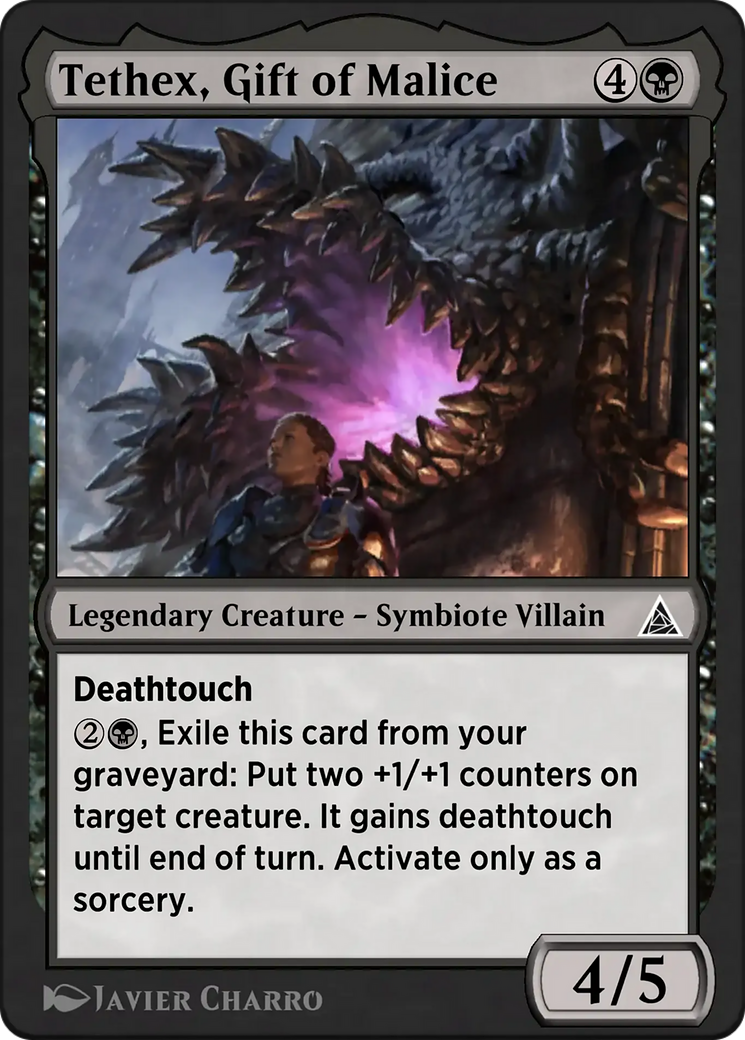 Tethex, Gift of Malice 4
Legendary Creature – Symbiote Villain
Deathtouch
2, Exile this card from your
graveyard: Put two +1/+1 counters on
target creature. It gains deathtouch
until end of turn. Activate only as a
sorcery.
4/5
Javier Charro